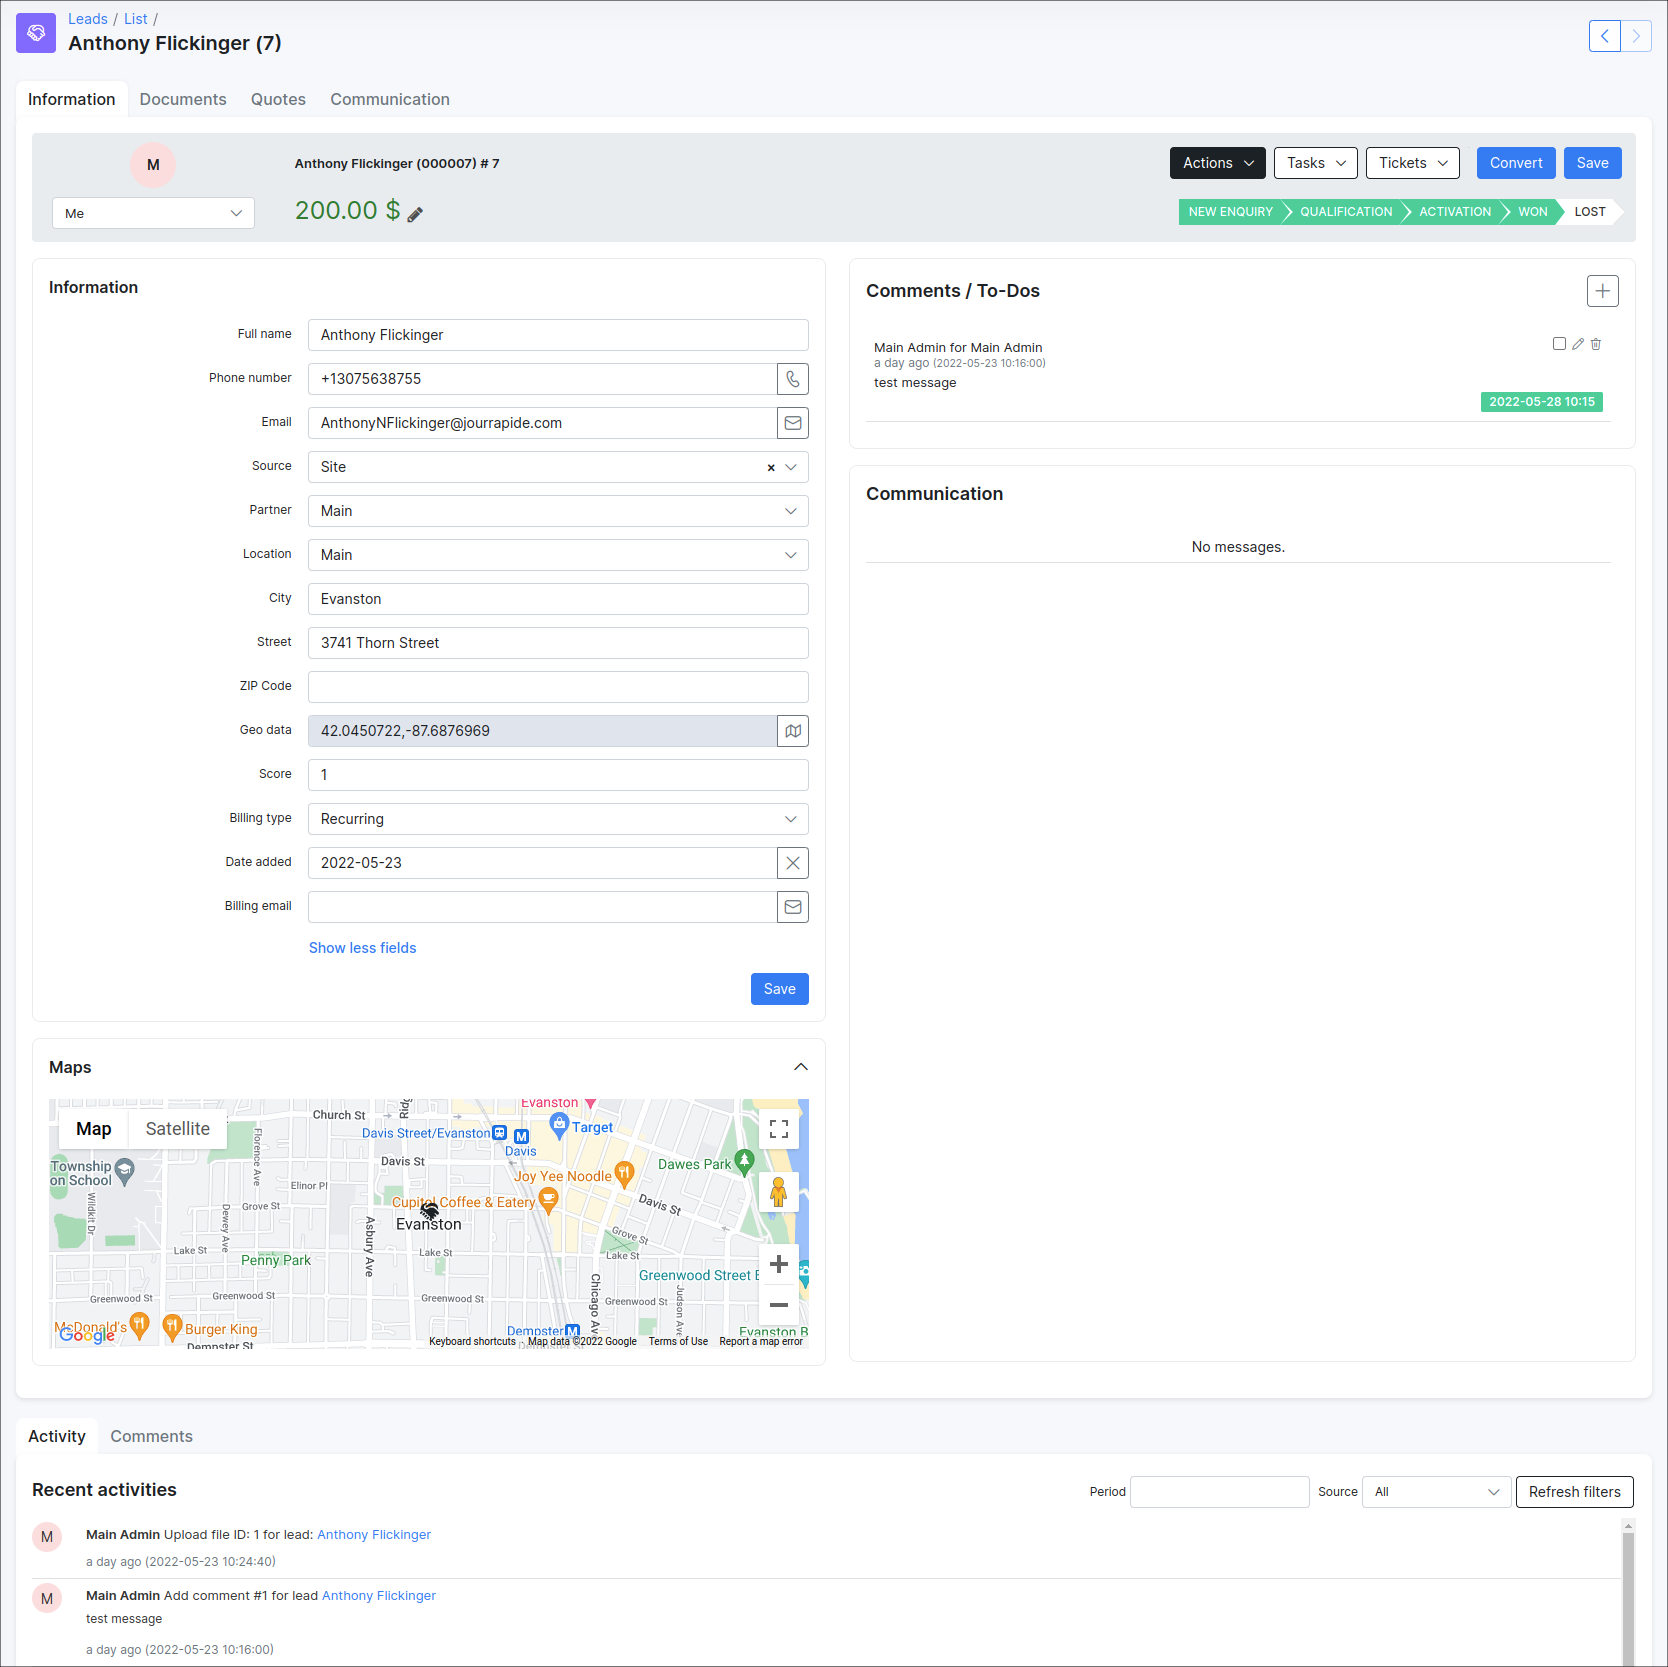 Leads / List /
Anthony Flickinger (7)
Information
Documents
Quotes
Communication
M
Anthony Flickinger (000007) # 7
Actions
Tasks
Tickets
Convert
Save
Me
200.00 $
NEW ENQUIRY
QUALIFICATION
ACTIVATION
WON
LOST
Information
Full name
Anthony Flickinger
Phone number
+13075638755
Email
AnthonyNFlickinger@jourrapide.com
Source
Site
Partner
Main
Location
Main
City
Evanston
Street
3741 Thorn Street
ZIP Code
Geo data
42.0450722,-87.6876969
Score
1
Billing type
Recurring
Date added
2022-05-23
Billing email
Show less fields
Save
Comments / To-Dos
Main Admin for Main Admin
a day ago (2022-05-23 10:16:00)
test message
2022-05-28 10:15
Communication
No messages.
Maps
Map
Satellite
Church St
Ridg
Evanston
Target
Davis Street/Evanston
M
Davis
Davis St
Florence Ave
Township
on School
Elinor Pl
Joy Yee Noodle
Dawes Park
Cupitol Coffee & Eatery
Evanston
Davis St
Wildkit Dr
Grove St
Dewey Ave
Asbury Ave
Grove St
Lake St
Lake St
Lake St
Penny Park
Greenwood Street B
Chicago Av
Judson Ave
Greenwood St
Greenwood St
Greenwood St
Greenwood St
McDonald's
Google
Burger King
Dempster
M
Evanston B
Dempster St
Dempster St
Keyboard shortcuts
Map data ©2022 Google
Terms of Use
Report a map error
Activity
Comments
Recent activities
Period
Source
All
Refresh filters
M
Main Admin Upload file ID: 1 for lead: Anthony Flickinger
a day ago (2022-05-23 10:24:40)
M
Main Admin Add comment #1 for lead Anthony Flickinger
test message
a day ago (2022-05-23 10:16:00)